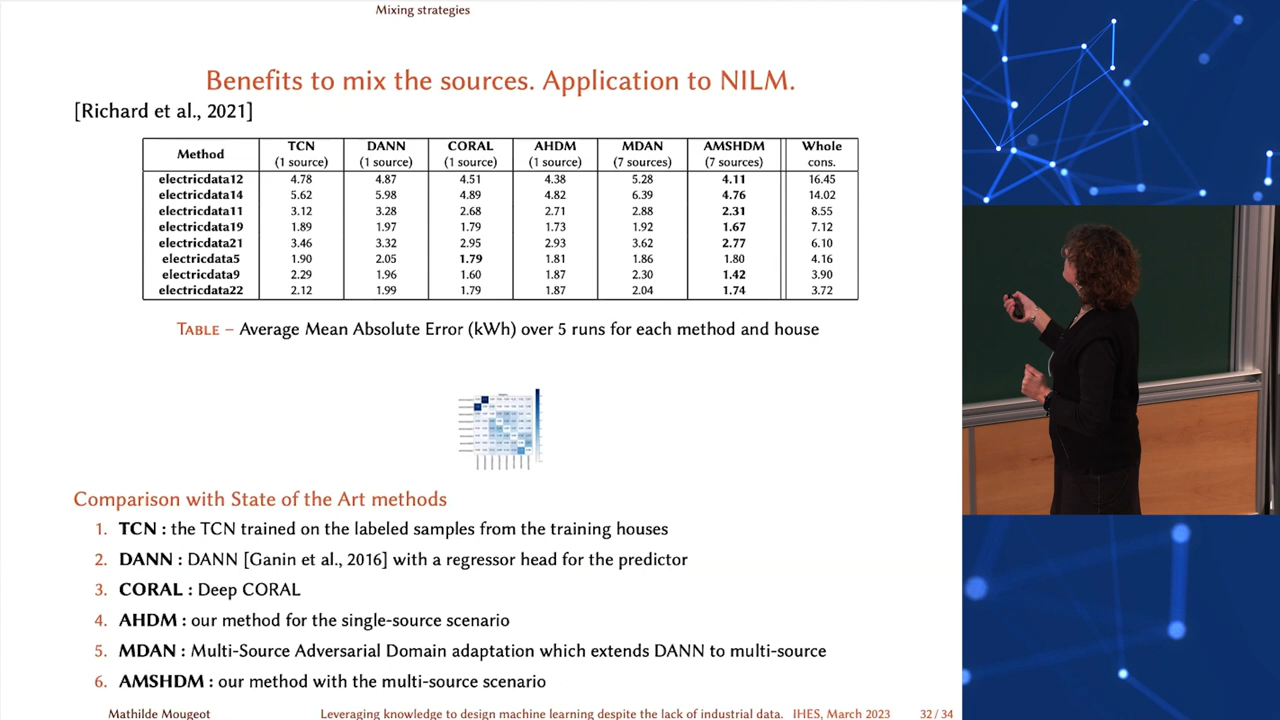 Mixing strategies
Benefits to mix the sources. Application to NILM.
[Richard et al., 2021]
Method TCN (1 source) DANN (1 source) CORAL (1 source) AHDM (1 source) MDAN (7 sources) AMSHDM (7 sources) Whole cons.
electricdata12 4.78 4.87 4.51 4.38 5.28 4.11 16.45
electricdata14 5.62 5.98 4.89 4.82 6.39 4.76 14.02
electricdata11 3.12 3.28 2.68 2.71 2.88 2.31 8.55
electricdata19 1.89 1.97 1.79 1.73 1.92 1.67 7.12
electricdata21 3.46 3.32 2.95 2.93 3.62 2.77 6.10
electricdata5 1.90 2.05 1.79 1.81 1.86 1.80 4.16
electricdata9 2.29 1.96 1.60 1.87 2.30 1.42 3.90
electricdata22 2.12 1.99 1.79 1.87 2.04 1.74 3.72
TABLE – Average Mean Absolute Error (kWh) over 5 runs for each method and house
Comparison with State of the Art methods
1. TCN : the TCN trained on the labeled samples from the training houses
2. DANN : DANN [Ganin et al., 2016] with a regressor head for the predictor
3. CORAL : Deep CORAL
4. AHDM : our method for the single-source scenario
5. MDAN : Multi-Source Adversarial Domain adaptation which extends DANN to multi-source
6. AMSHDM : our method with the multi-source scenario
Mathilde Mougeot Leveraging knowledge to design machine learning despite the lack of industrial data. IHES, March 2023 32 / 34